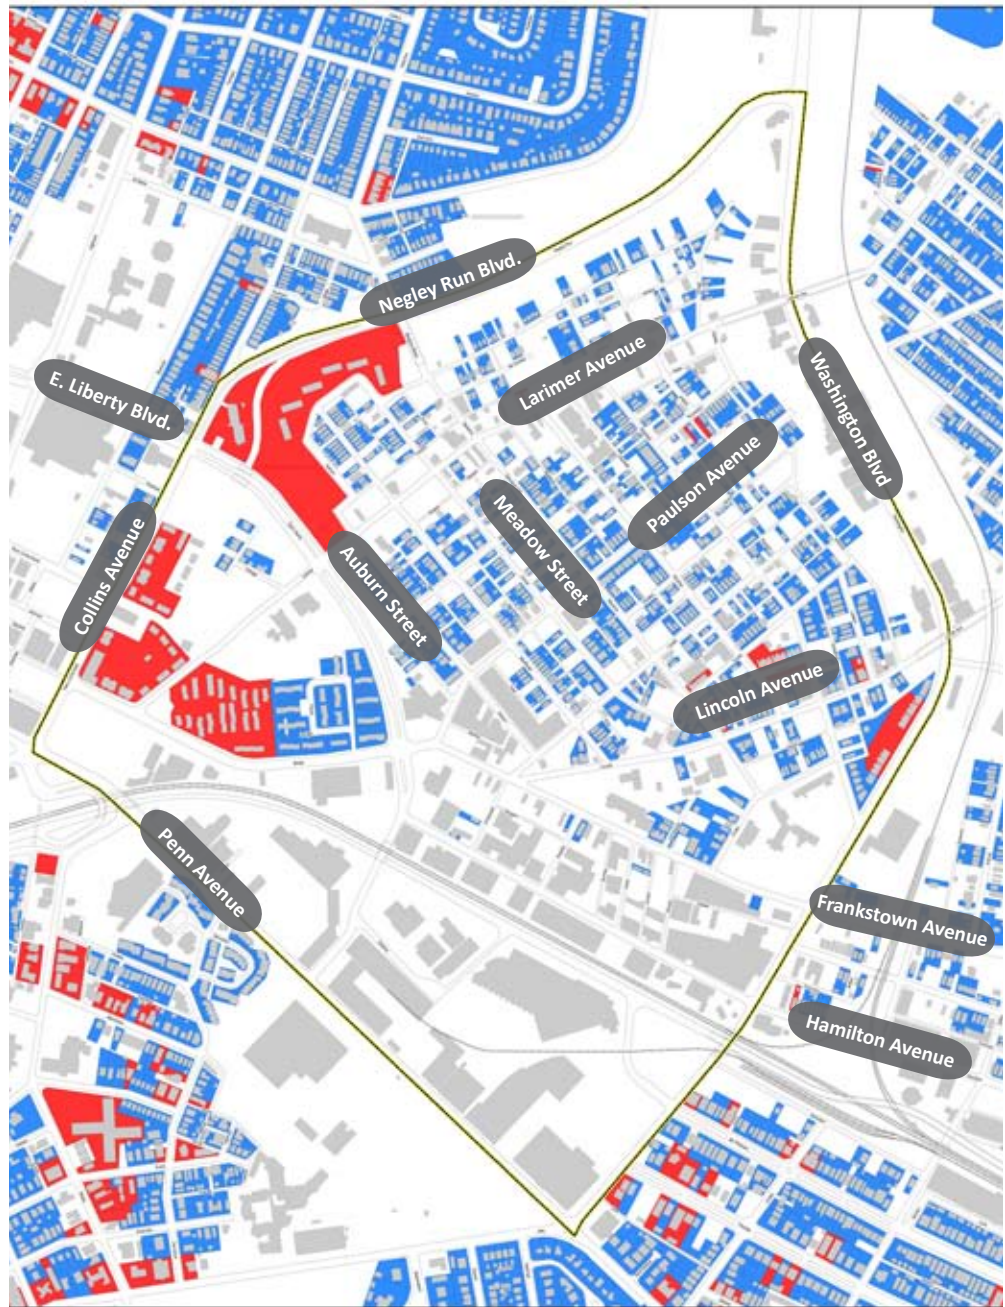 Negley Run Blvd.
Larimer Avenue
E. Liberty Blvd.
Washington Blvd
Paulson Avenue
Meadow Street
Collins Avenue
Auburn Street
Lincoln Avenue
Penn Avenue
Frankstown Avenue
Hamilton Avenue